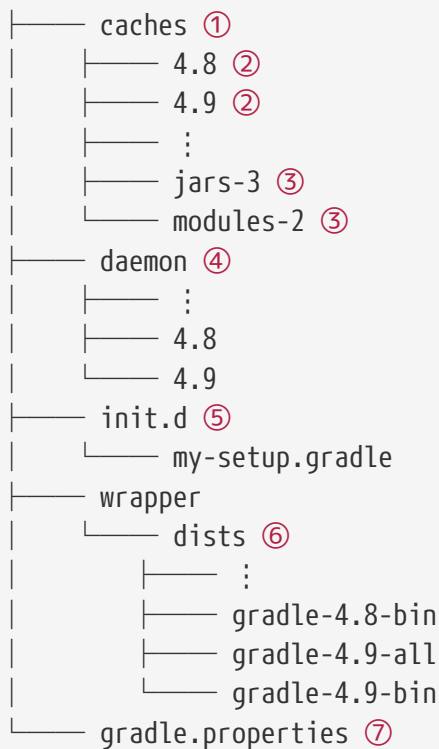 ├── caches ①
│   ├── 4.8 ②
│   ├── 4.9 ②
│   ├── ⋮
│   ├── jars-3 ③
│   └── modules-2 ③
├── daemon ④
│   ├── ⋮
│   ├── 4.8
│   └── 4.9
├── init.d ⑤
│   └── my-setup.gradle
├── wrapper
│   └── dists ⑥
│       ├── ⋮
│       ├── gradle-4.8-bin
│       ├── gradle-4.9-all
│       └── gradle-4.9-bin
└── gradle.properties ⑦